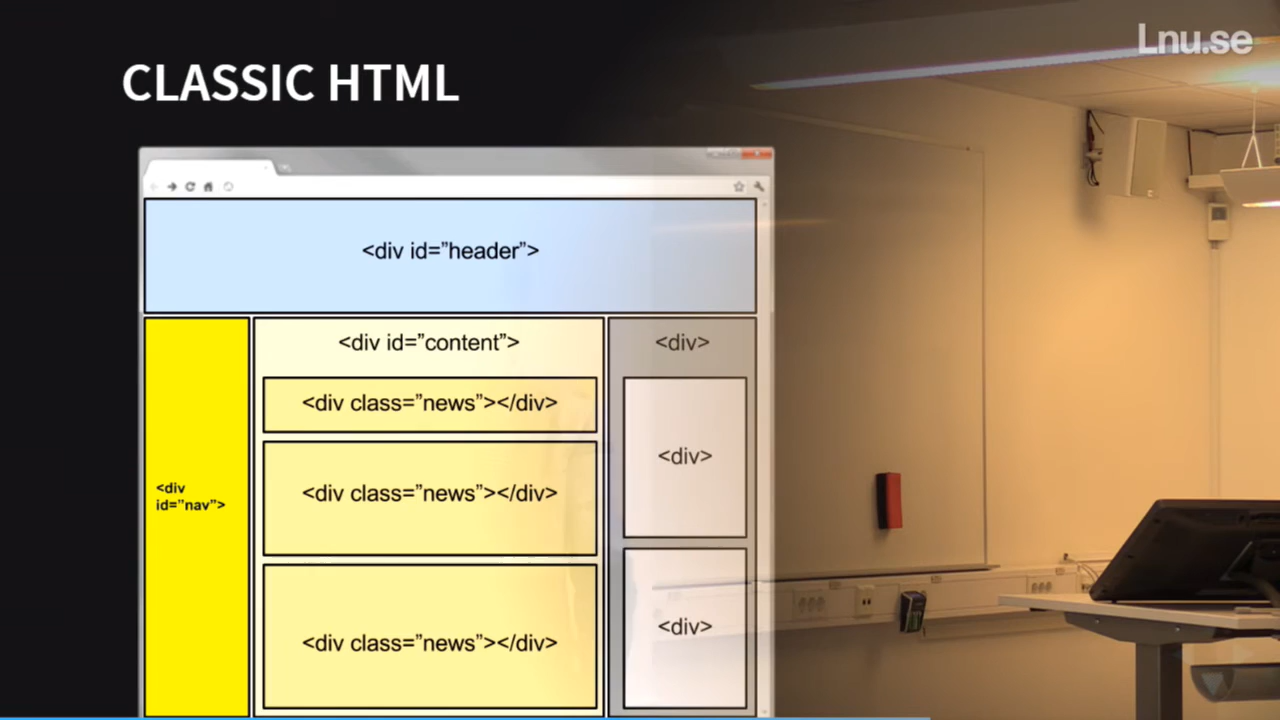 Lnu.se
CLASSIC HTML
<div id=”header”>
<div
id=”nav”>
<div id=”content”>
<div class=”news”></div>
<div class=”news”></div>
<div class=”news”></div>
<div>
<div>
<div>